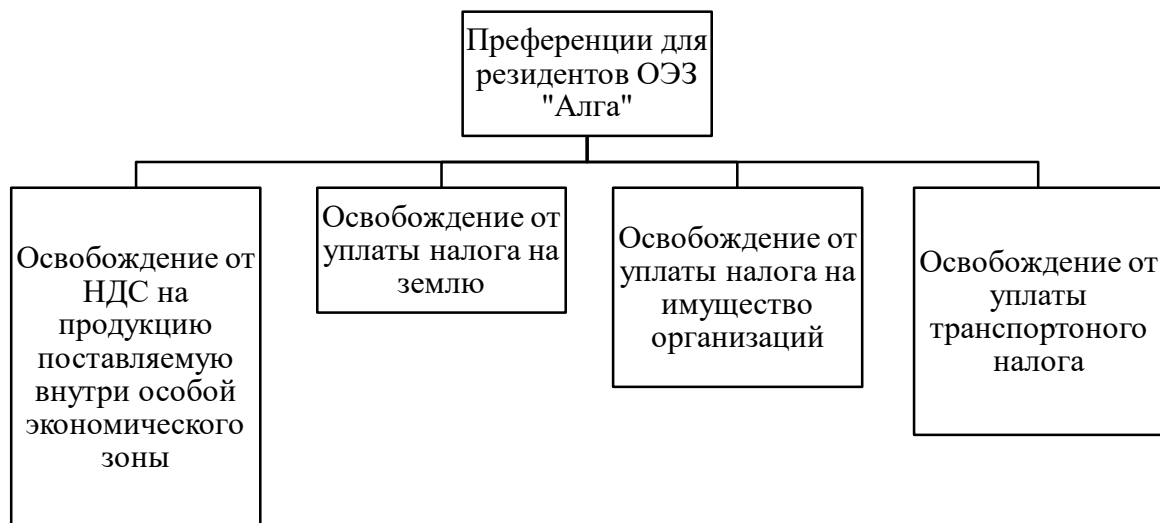 Преференции для
резидентов ОЭЗ
"Алга"
Освобождение от
НДС на
продукцию
поставляемую
внутри особой
экономического
зоны
Освобождение от
уплаты налога на
землю
Освобождение от
уплаты налога на
имущество
организаций
Освобождение от
уплаты
транспортоного
налога